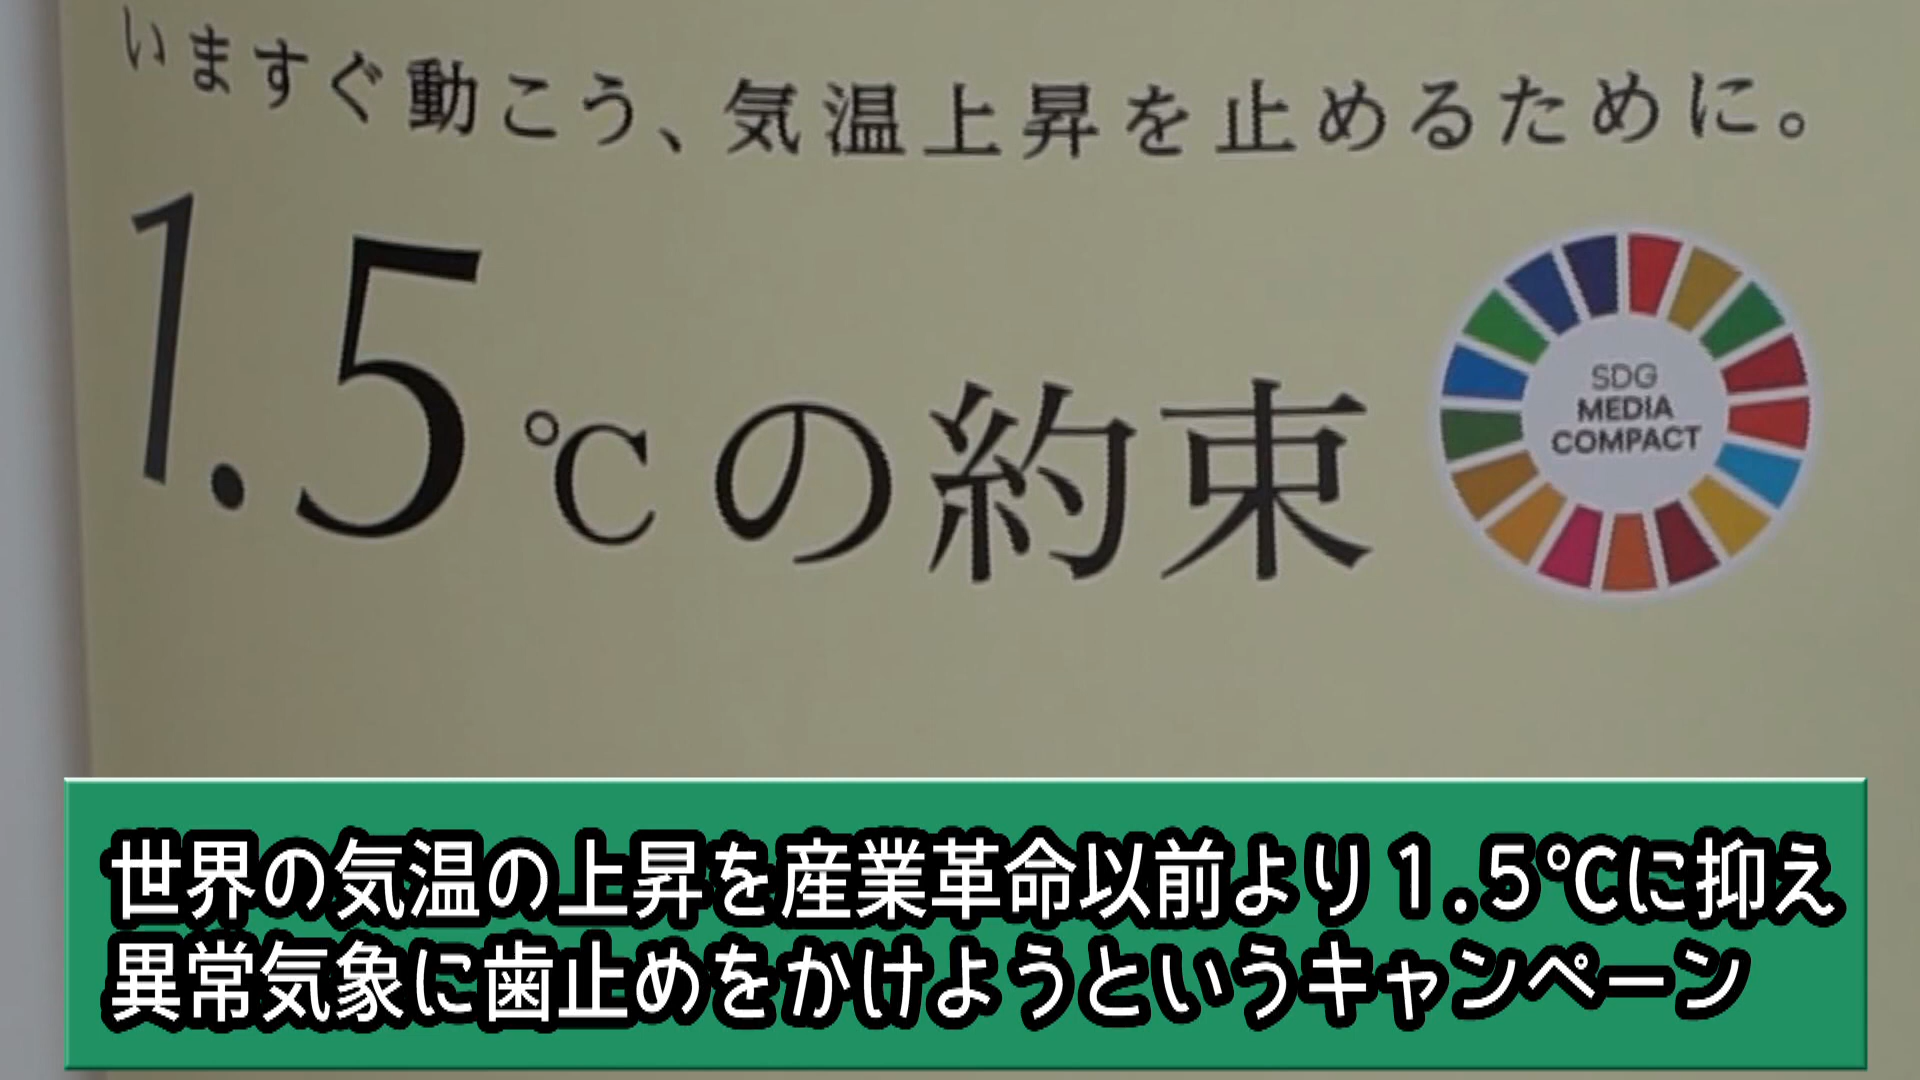 いますぐ動こう、気温上昇を止めるために。
1.5℃の約束
SDG
MEDIA
COMPACT
世界の気温の上昇を産業革命以前より1.5℃に抑え
異常気象に歯止めをかけようというキャンペーン